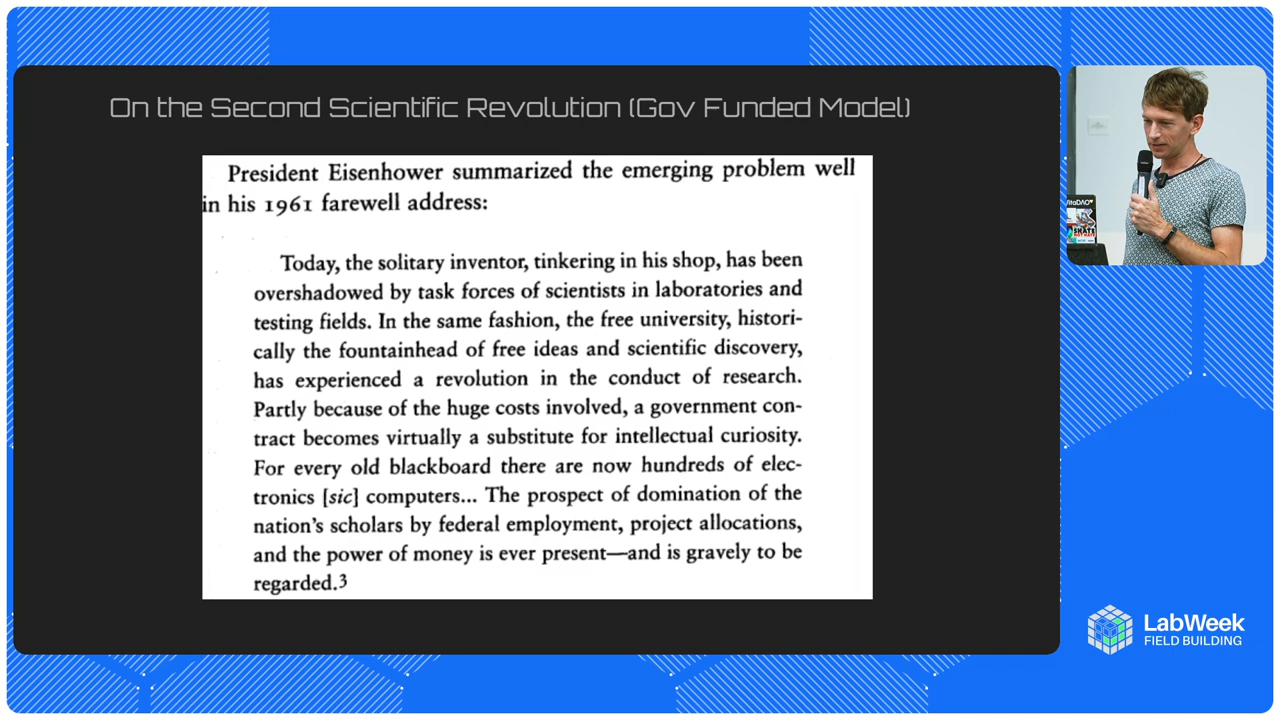 On the Second Scientific Revolution (Gov Funded Model)
President Eisenhower summarized the emerging problem well
in his 1961 farewell address:
Today, the solitary inventor, tinkering in his shop, has been
overshadowed by task forces of scientists in laboratories and
testing fields. In the same fashion, the free university, histori-
cally the fountainhead of free ideas and scientific discovery,
has experienced a revolution in the conduct of research.
Partly because of the huge costs involved, a government con-
tract becomes virtually a substitute for intellectual curiosity.
For every old blackboard there are now hundreds of elec-
tronics [sic] computers... The prospect of domination of the
nation's scholars by federal employment, project allocations,
and the power of money is ever present—and is gravely to be
regarded.3
VitaDAO
SKATE
NOT HATE
LabWeek
FIELD BUILDING